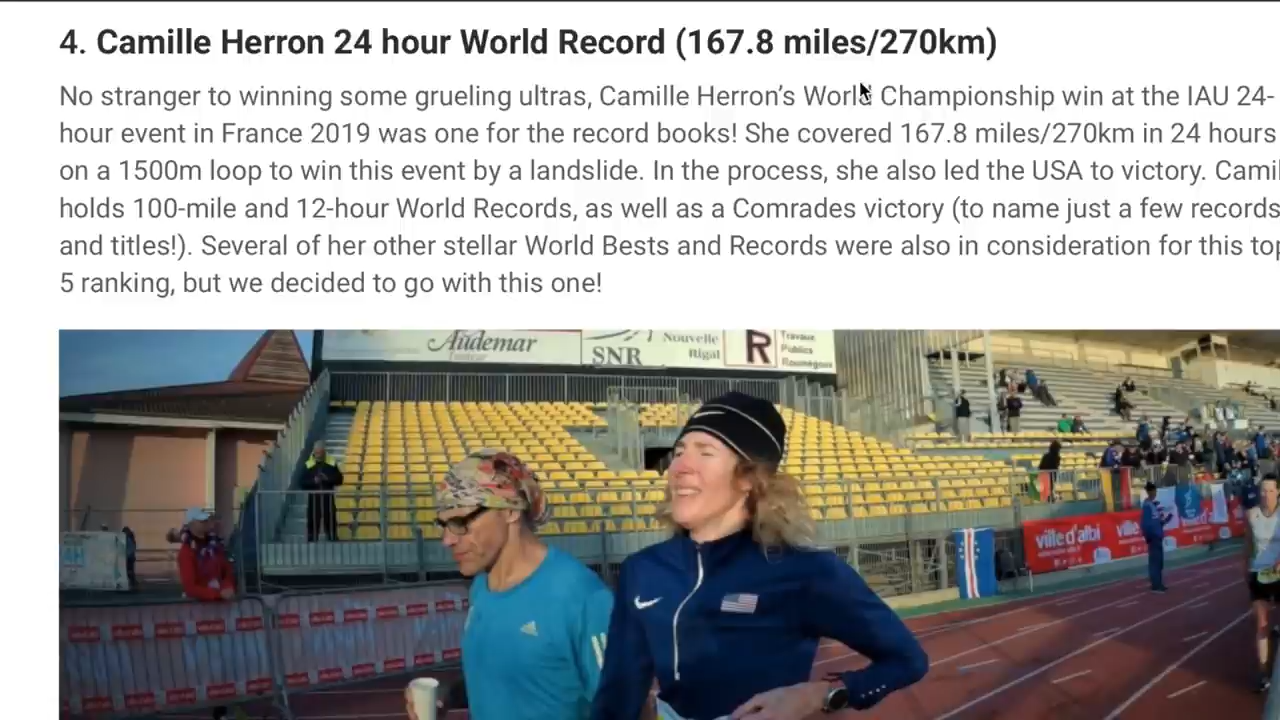 4. Camille Herron 24 hour World Record (167.8 miles/270km)
No stranger to winning some grueling ultras, Camille Herron's World Championship win at the IAU 24-
hour event in France 2019 was one for the record books! She covered 167.8 miles/270km in 24 hours
on a 1500m loop to win this event by a landslide. In the process, she also led the USA to victory. Camil
holds 100-mile and 12-hour World Records, as well as a Comrades victory (to name just a few records
and titles!). Several of her other stellar World Bests and Records were also in consideration for this top
5 ranking, but we decided to go with this one!
Audemar
SNR
Nouvelle
Rigal
R
Travaux
Publics
ville d'albi